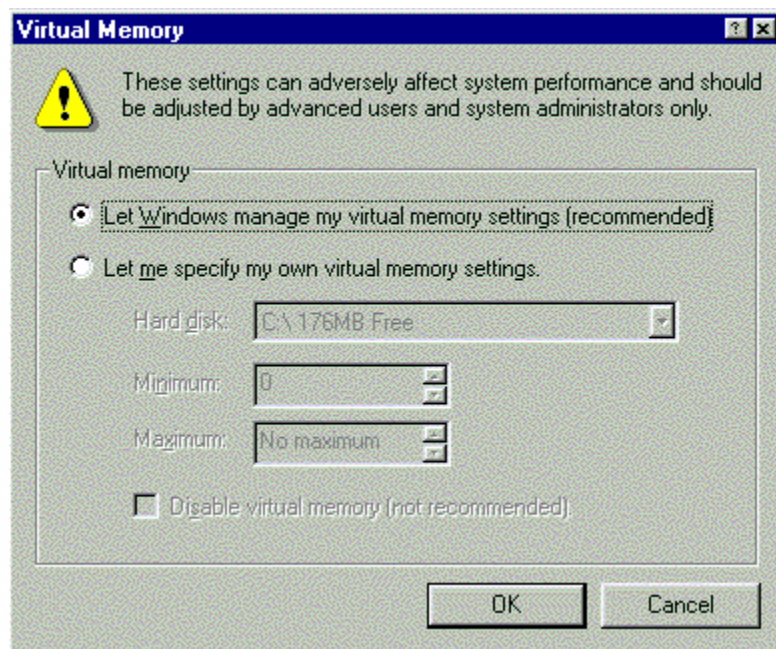 Virtual Memory
These settings can adversely affect system performance and should
be adjusted by advanced users and system administrators only.
Virtual memory
Let Windows manage my virtual memory settings (recommended)
Let me specify my own virtual memory settings.
Hard disk: C:\ 176MB Free
Minimum: 0
Maximum: No maximum
Disable virtual memory (not recommended).
OK Cancel